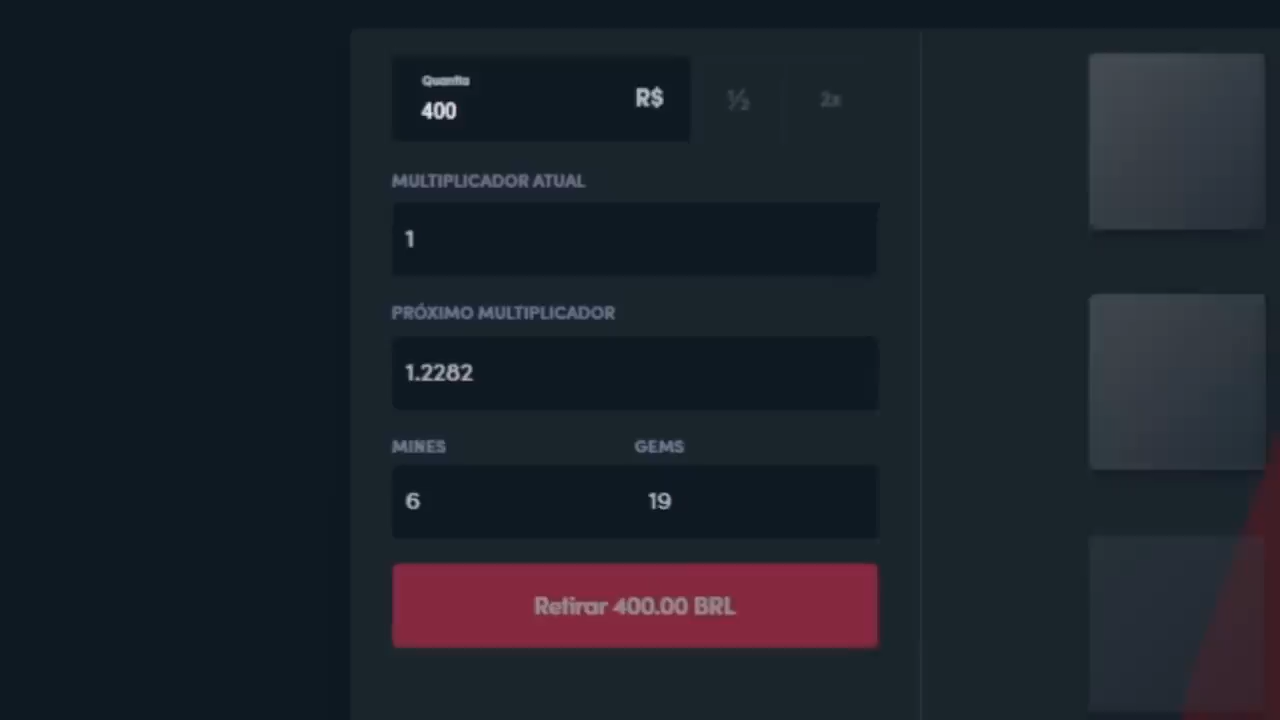 Quantia
400
R$
½
2x
MULTIPLICADOR ATUAL
1
PRÓXIMO MULTIPLICADOR
1.2282
MINES
GEMS
6
19
Retirar 400.00 BRL